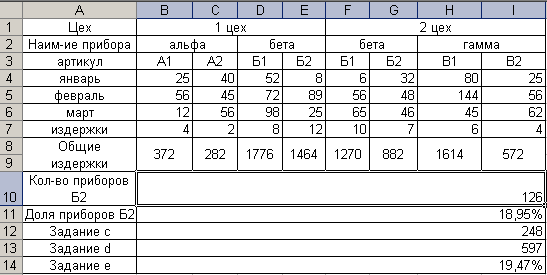 A B C D E F G H I
1 Цех 1 цех 2 цех
2 Наим-ие прибора альфа бета бета гамма
3 артикул А1 А2 Б1 Б2 Б1 Б2 В1 В2
4 январь 25 40 52 8 6 32 80 25
5 февраль 56 45 72 89 56 48 144 56
6 март 12 56 98 25 65 46 45 62
7 издержки 4 2 8 12 10 7 6 4
8 Общие
9 издержки 372 282 1776 1464 1270 882 1614 572
Кол-во приборов
10 Б2 126
11 Доля приборов Б2 18,95%
12 Задание c 248
13 Задание d 597
14 Задание e 19,47%